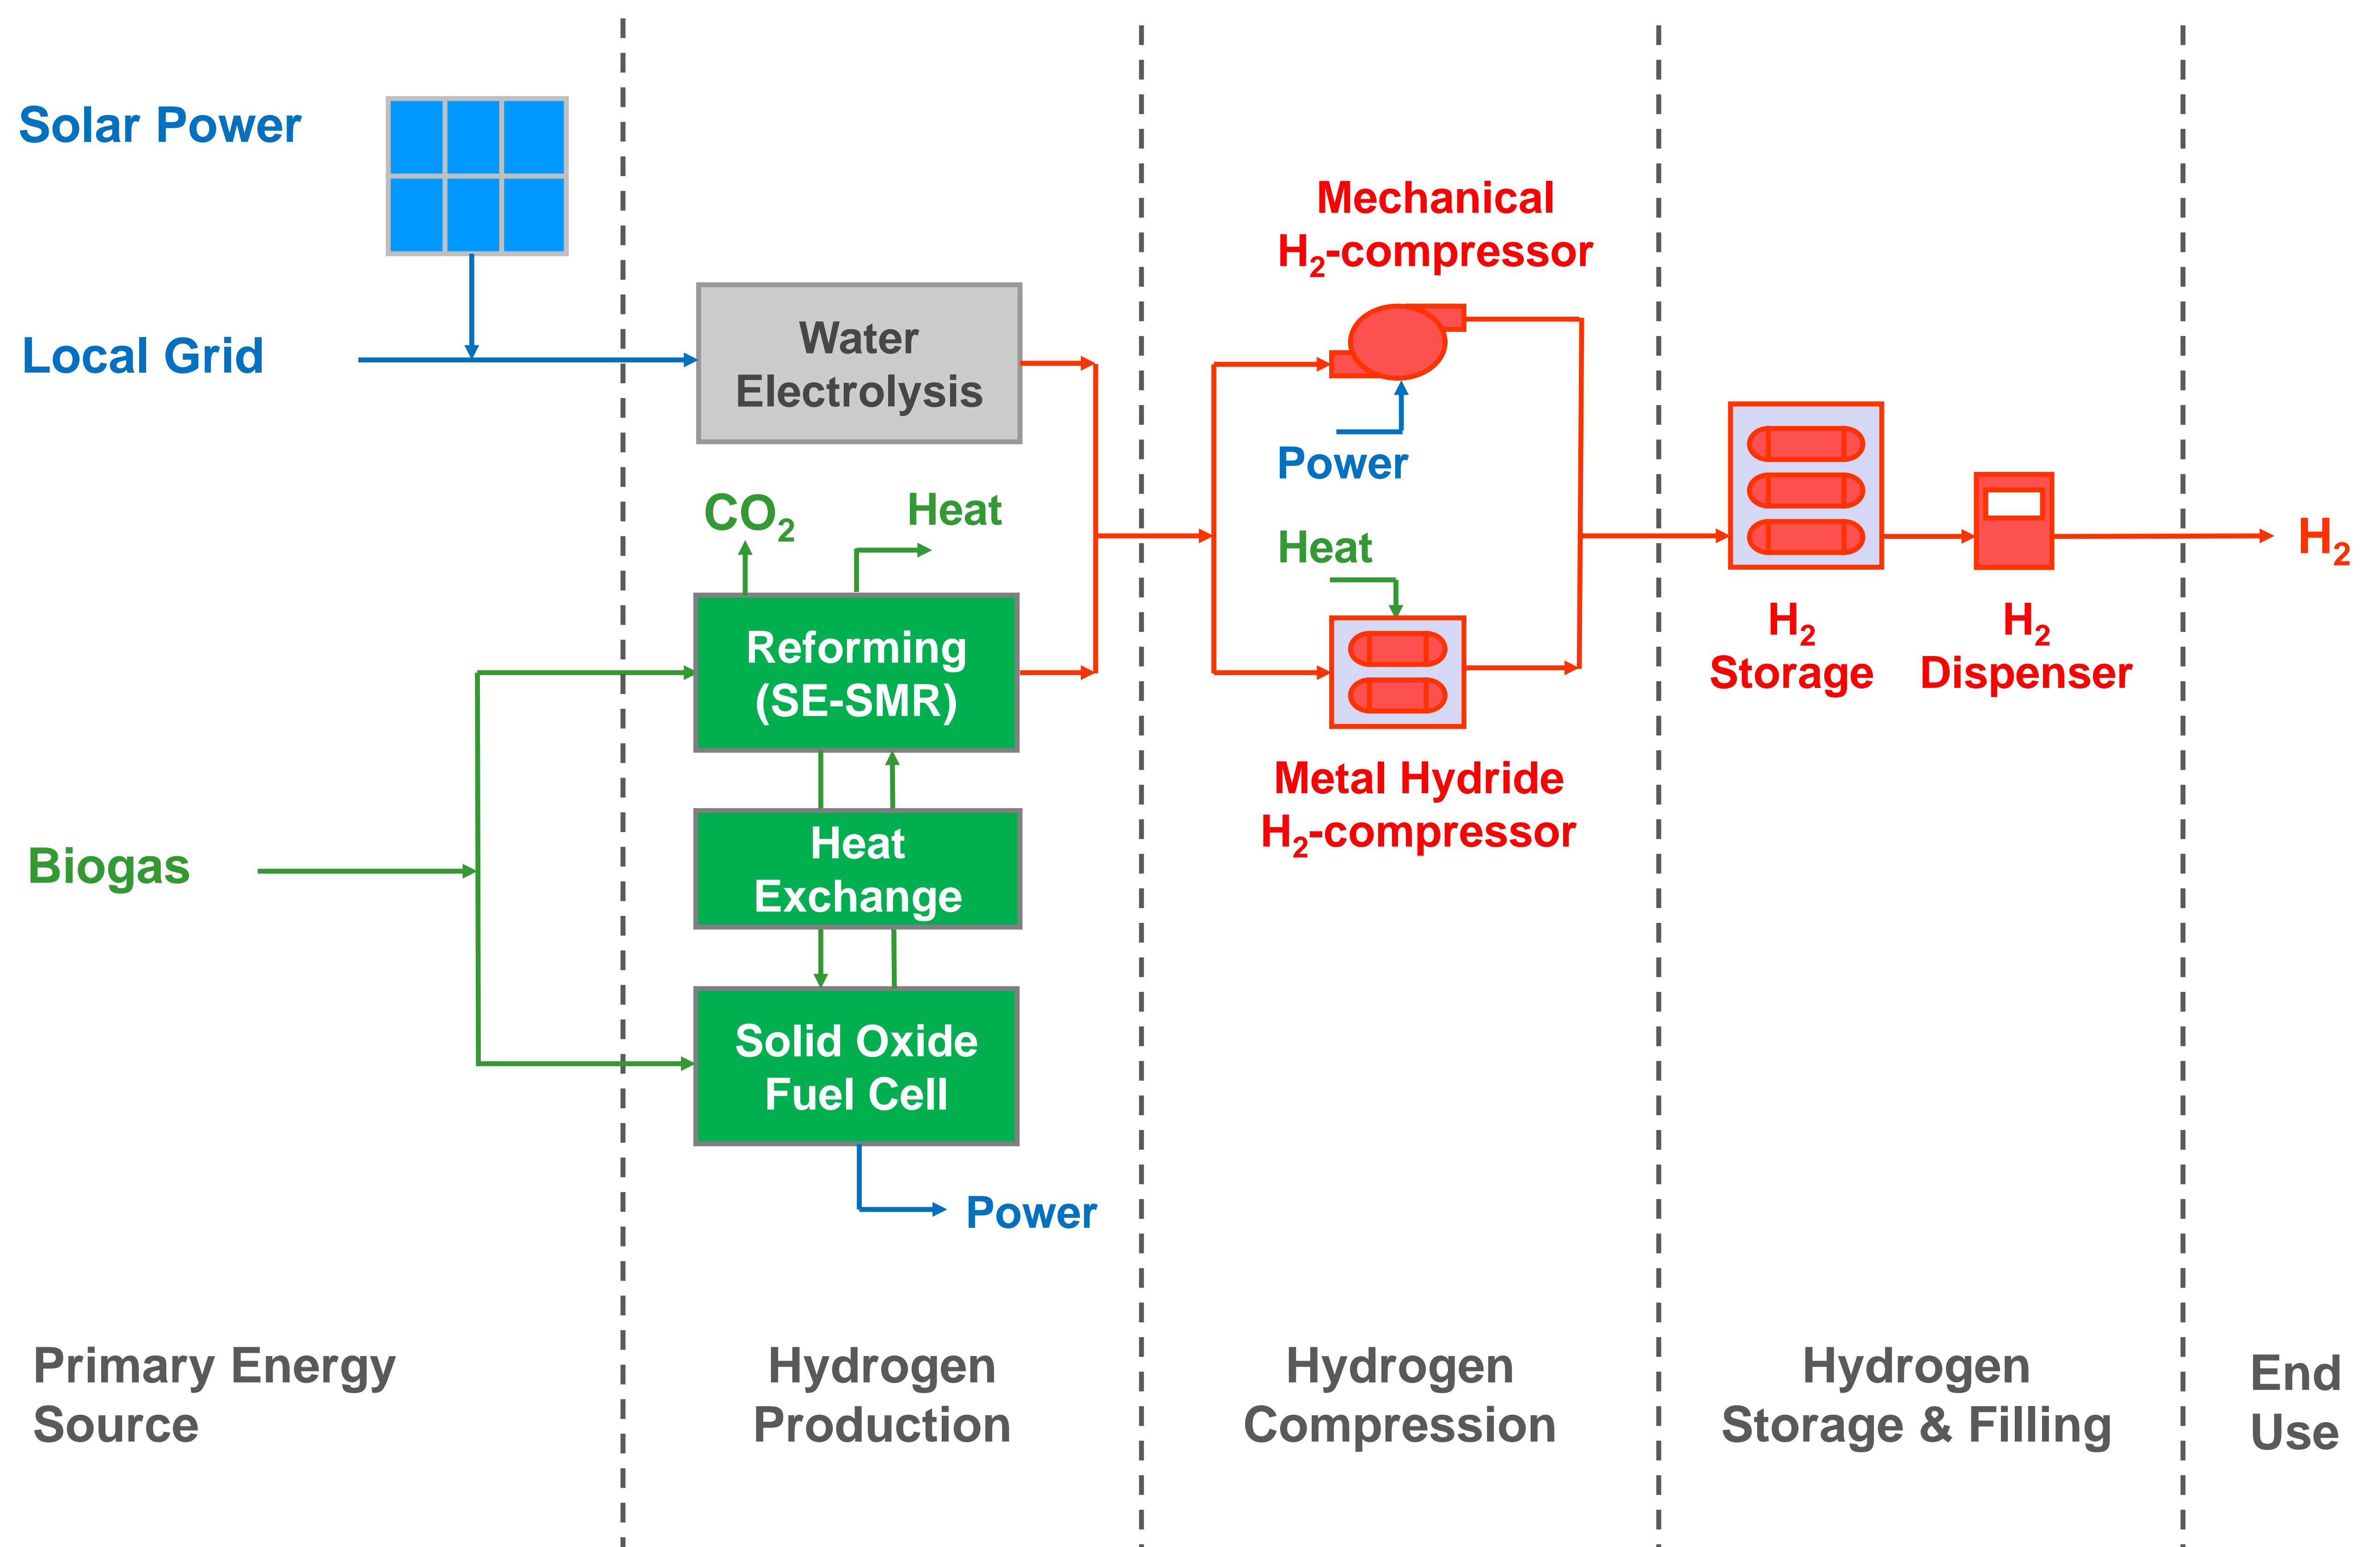 Solar Power
Local Grid
Biogas
Primary Energy
Source
Water
Electrolysis
CO₂
Heat
Reforming
(SE-SMR)
Heat
Exchange
Solid Oxide
Fuel Cell
Power
Hydrogen
Production
Mechanical
H₂-compressor
Power
Heat
Metal Hydride
H₂-compressor
Hydrogen
Compression
H₂
Storage
H₂
Dispenser
Hydrogen
Storage & Filling
H₂
End
Use